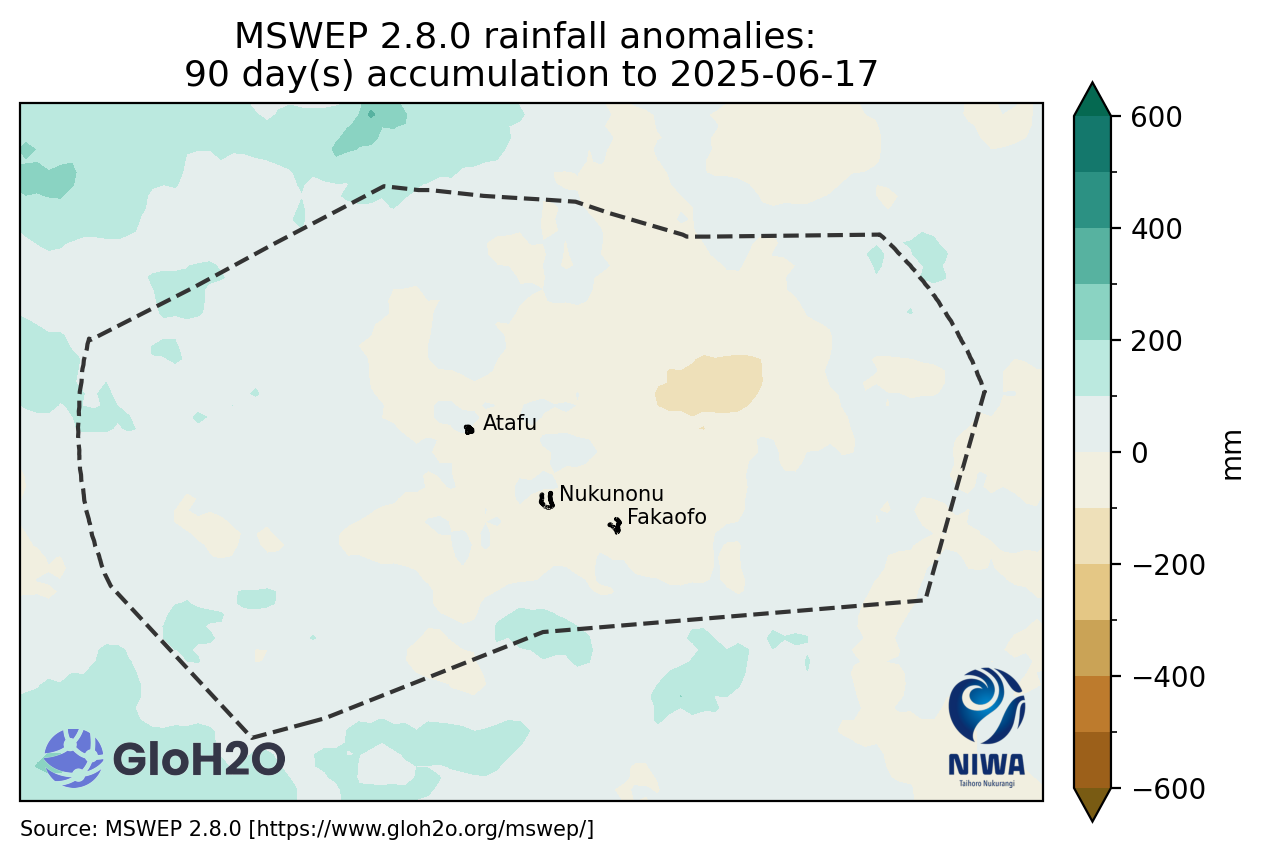 MSWEP 2.8.0 rainfall anomalies:
90 day(s) accumulation to 2025-06-17
600
400
200
0
−200
−400
−600
mm
Atafu
Nukunonu
Fakaofo
GloH2O
NIWA
Taihoro Nukurangi
Source: MSWEP 2.8.0 [https://www.gloh2o.org/mswep/]